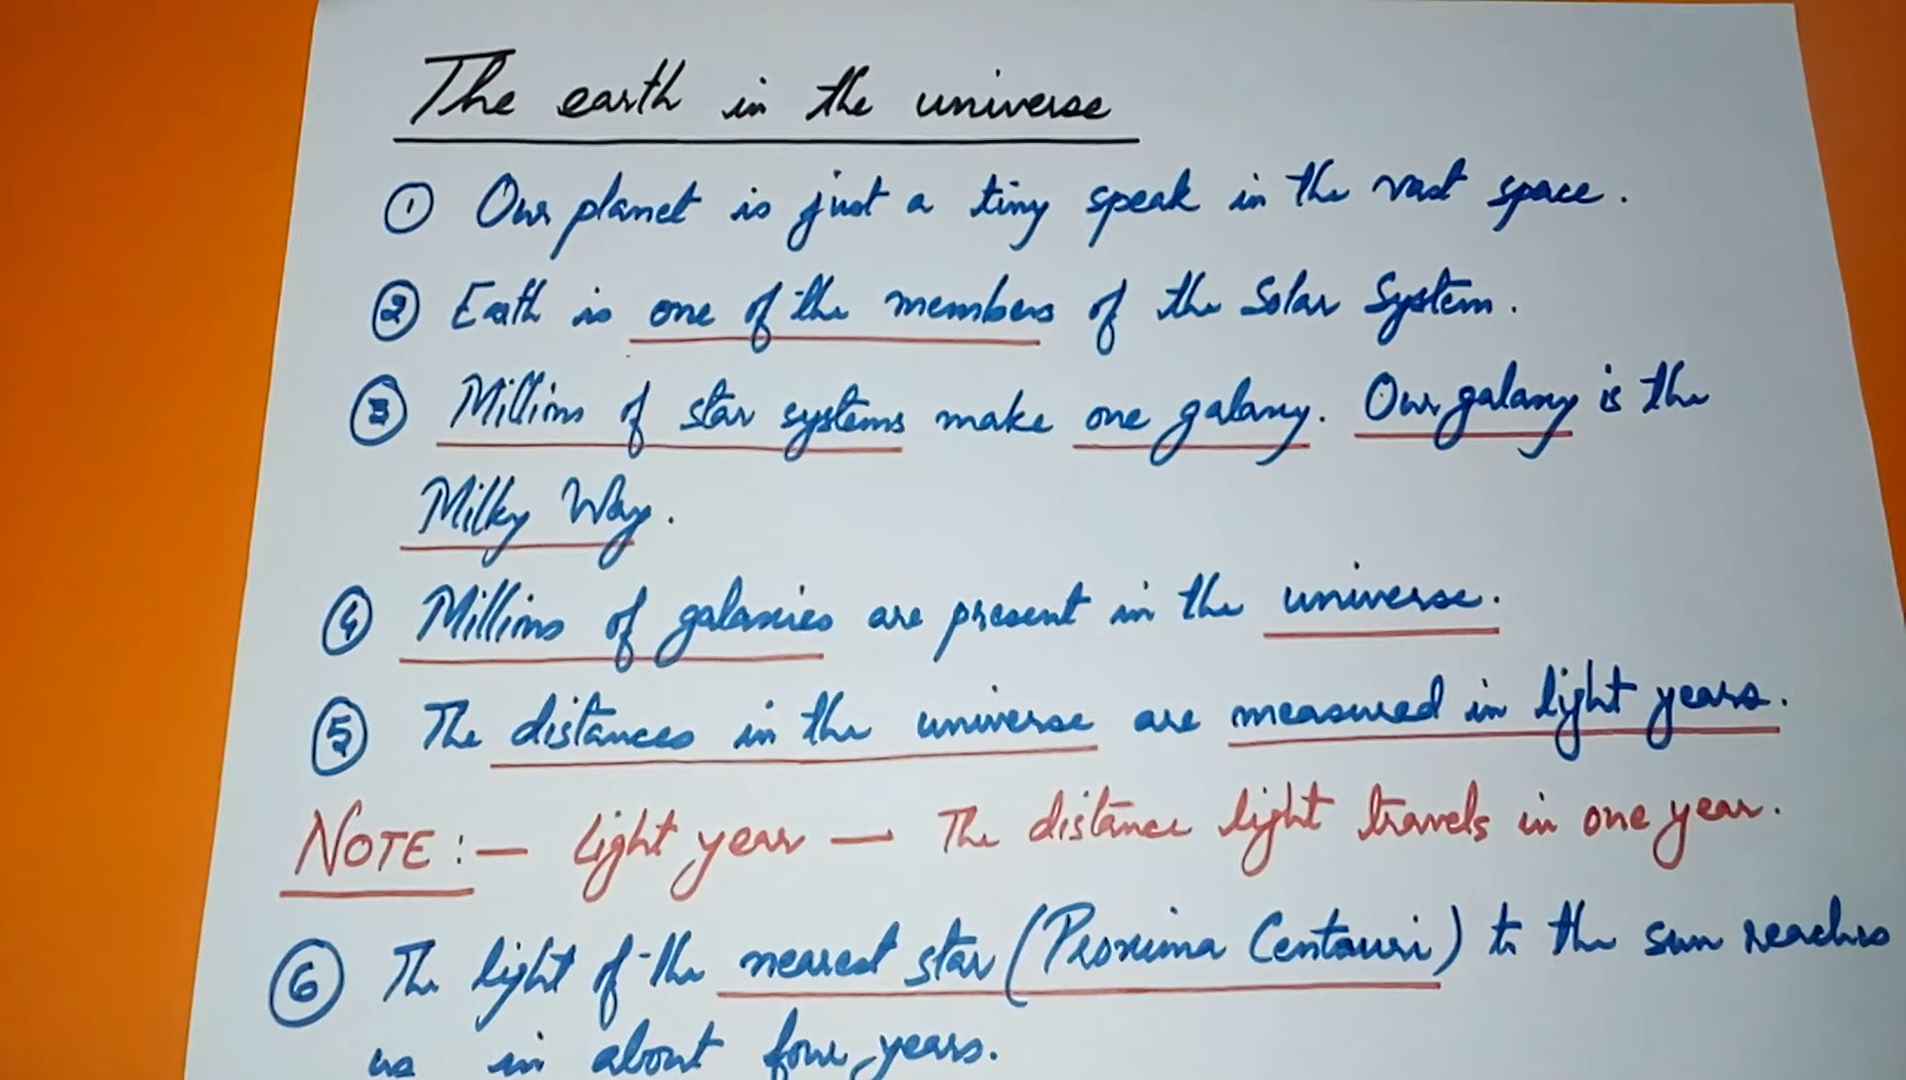 The earth in the universe
① Our planet is just a tiny speak in the vast space.
② Earth is one of the members of the Solar System.
③ Millions of star systems make one galaxy. Our galaxy is the
Milky Way.
④ Millions of galaxies are present in the universe.
⑤ The distances in the universe are measured in light years.
NOTE:— Light year — The distance light travels in one year.
⑥ The light of the nearest star (Proxima Centauri) to the sun reaches
us in about four years.